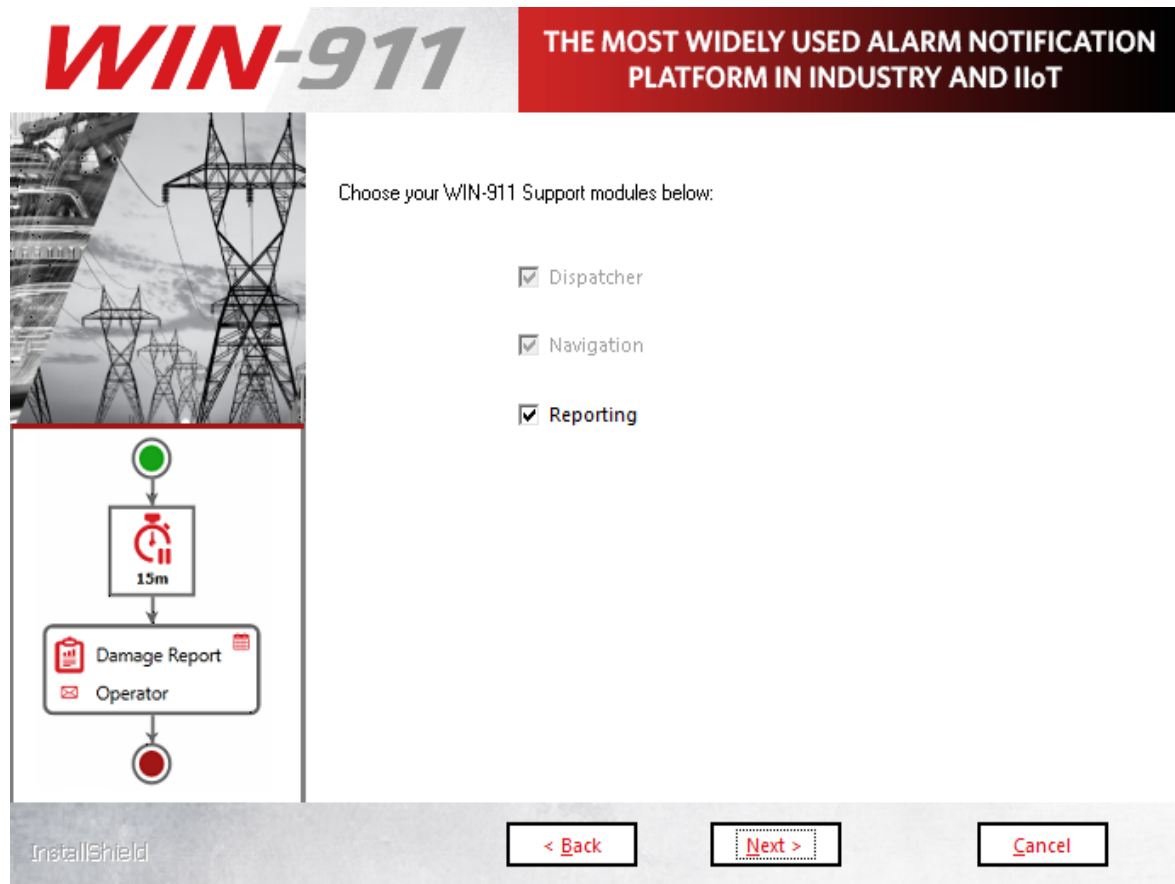 WIN-911
THE MOST WIDELY USED ALARM NOTIFICATION
PLATFORM IN INDUSTRY AND IIoT
Choose your WIN-911 Support modules below:
Dispatcher
Navigation
Reporting
15m
Damage Report
Operator
InstallShield
< Back
Next >
Cancel